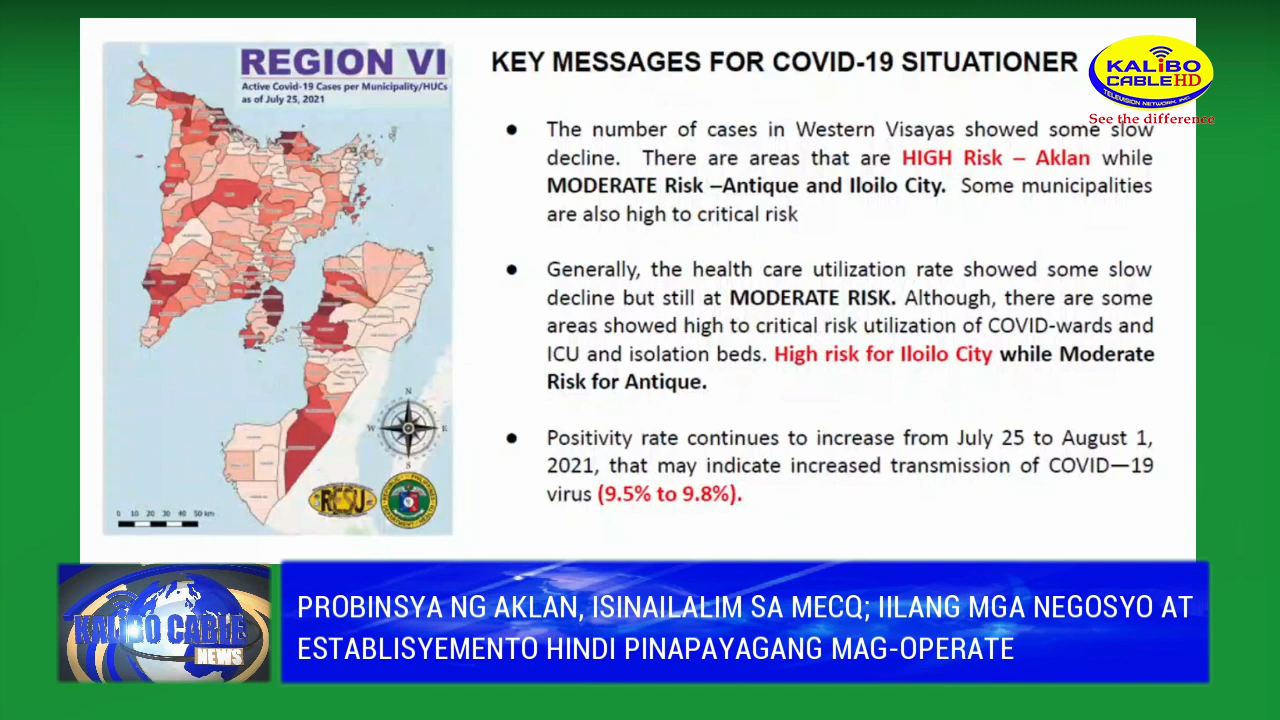 REGION VI
Active Covid-19 Cases per Municipality/HUCs
as of July 25, 2021
N
W
E
S
RESU
0 10 20 30 40 50 km
KEY MESSAGES FOR COVID-19 SITUATIONER
KALiBO
CABLEHD
TELEVISION NETWORK, INC.
See the difference
● The number of cases in Western Visayas showed some slow
decline. There are areas that are HIGH Risk – Aklan while
MODERATE Risk –Antique and Iloilo City. Some municipalities
are also high to critical risk
● Generally, the health care utilization rate showed some slow
decline but still at MODERATE RISK. Although, there are some
areas showed high to critical risk utilization of COVID-wards and
ICU and isolation beds. High risk for Iloilo City while Moderate
Risk for Antique.
● Positivity rate continues to increase from July 25 to August 1,
2021, that may indicate increased transmission of COVID—19
virus (9.5% to 9.8%).
KALIBO CABLE
NEWS
PROBINSYA NG AKLAN, ISINAILALIM SA MECQ; IILANG MGA NEGOSYO AT
ESTABLISYEMENTO HINDI PINAPAYAGANG MAG-OPERATE